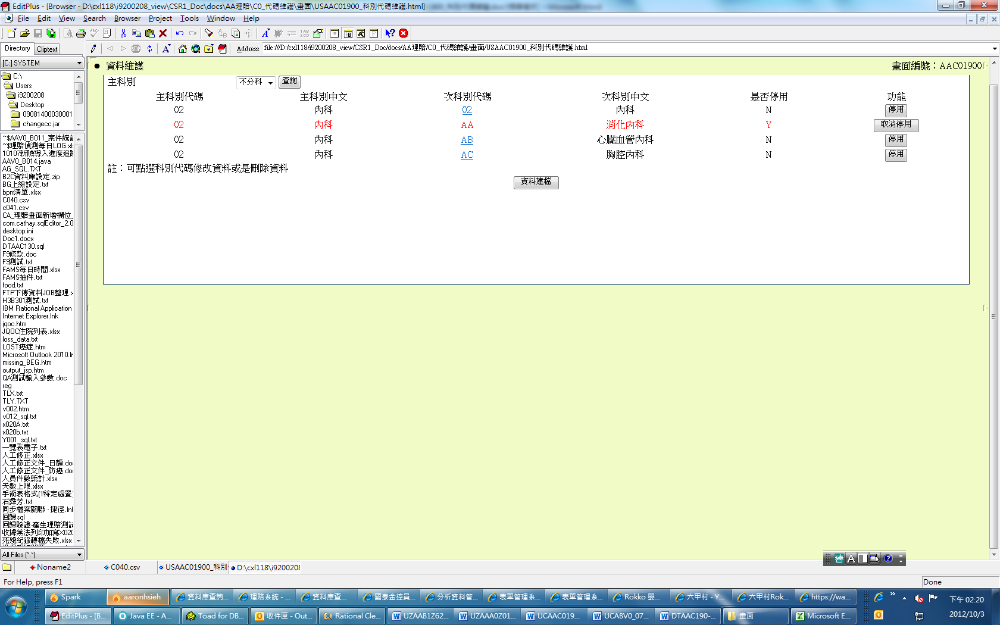 EditPlus - [Browser - D:\cxl118\i9200208_view\CSR1_Doc\docs\AA理賠\C0_代碼維護\畫面\USAAC01900_科別代碼維護.html]
File Edit View Search Browser Project Tools Window Help
Directory Cliptext
Address file:///D:/cxl118/i9200208_view/CSR1_Doc/docs/AA理賠/C0_代碼維護/畫面/USAAC01900_科別代碼維護.html
[C:] SYSTEM
C:\
Users
i9200208
Desktop
09081400030001
changecc.jar
~$AAV0_B011_案件統計
~$理賠偵測每日LOG.xl
10107新險導入進度追蹤
AAV0_B014.java
AG_SQL.TXT
B2C資料庫設定.zip
BG上線設定.txt
bpm清單.xlsx
C040.csv
c041.csv
CA_理賠畫面新增欄位_
com.cathay.sqlEditor_2.0
desktop.ini
Doc1.docx
DTAAC130.sql
F9條款.doc
F9測試.txt
FAMS每日時間.xlsx
FAMS抽件.txt
food.txt
FTP下傳資料JOB整理.x
H3B301測試.txt
IBM Rational Application
Internet Explorer.lnk
jqoc.htm
JQOC住院列表.xlsx
loss_data.txt
LOST癌症.htm
Microsoft Outlook 2010.ln
missing_BEG.htm
output_jsp.htm
QA測試輸入參數.doc
reg
TLX.txt
TLY.TXT
v002.htm
v012_sql.txt
x020A.txt
x020b.txt
Y001_sql.txt
一覽表電子.txt
人工修正.xlsx
人工修正文件_日額.doc
人工修正文件_防癌.doc
人員件數統計.xlsx
天數上限.xlsx
手術表格式(1特定處置)
石彝芳.txt
同步檔案關聯 - 捷徑.lnk
回歸sql
回歸驗證-產生理賠測試
收據無法列印加寫X020
死殘紀錄轉檔失敗.xlsx
All Files (*.*)
● 資料維護 畫面編號：AAC01900
主科別 不分科 查詢
主科別代碼 主科別中文 次科別代碼 次科別中文 是否停用 功能
02 內科 02 內科 N 停用
02 內科 AA 消化內科 Y 取消停用
02 內科 AB 心臟血管內科 N 停用
02 內科 AC 胸腔內科 N 停用
註：可點選科別代碼修改資料或是刪除資料
資料建檔
Noname2 C040.csv USAAC01900_科別 D:\cxl118\i9200208
For Help, press F1 Done
Spark aaronhsieh 資料庫查詢... 理賠系統 - ... 資料庫查... 國泰金控員... 分析資料管... 表單管理系... 表單管理系... Rokko 嬰... 六甲村 - Y... 六甲村Rok... https://wa... 下午 02:20
EditPlus - [B... Java EE - A... Toad for DB... 收件匣 - Out... Rational Cle... UZAAB1Z62... UZAAA0Z01... UCAAC019... UCABV0_07... DTAAC190-... 畫面 Microsoft E... 2012/10/3